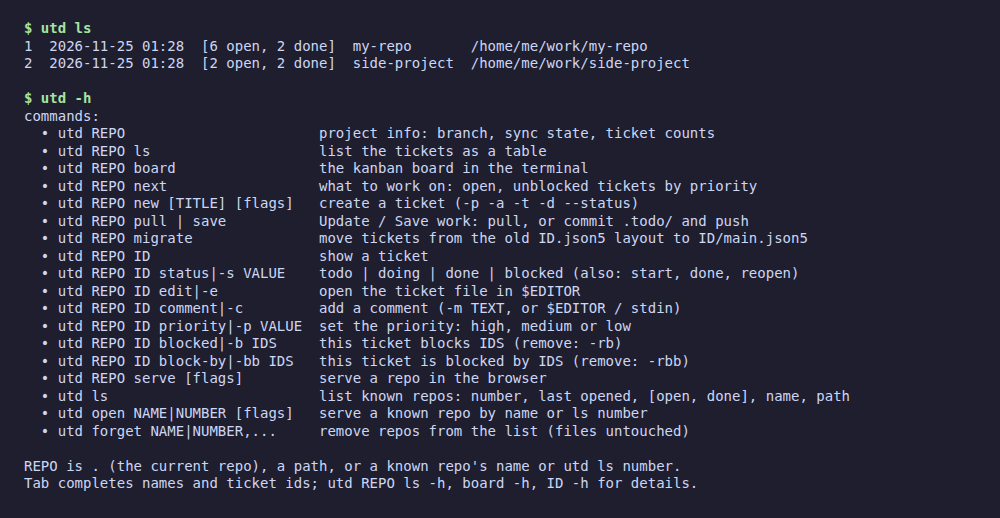 $ utd ls
1  2026-11-25 01:28  [6 open, 2 done]  my-repo       /home/me/work/my-repo
2  2026-11-25 01:28  [2 open, 2 done]  side-project  /home/me/work/side-project

$ utd -h
commands:
  • utd REPO                       project info: branch, sync state, ticket counts
  • utd REPO ls                    list the tickets as a table
  • utd REPO board                 the kanban board in the terminal
  • utd REPO next                  what to work on: open, unblocked tickets by priority
  • utd REPO new [TITLE] [flags]   create a ticket (-p -a -t -d --status)
  • utd REPO pull | save           Update / Save work: pull, or commit .todo/ and push
  • utd REPO migrate               move tickets from the old ID.json5 layout to ID/main.json5
  • utd REPO ID                    show a ticket
  • utd REPO ID status|-s VALUE    todo | doing | done | blocked (also: start, done, reopen)
  • utd REPO ID edit|-e            open the ticket file in $EDITOR
  • utd REPO ID comment|-c         add a comment (-m TEXT, or $EDITOR / stdin)
  • utd REPO ID priority|-p VALUE  set the priority: high, medium or low
  • utd REPO ID blocked|-b IDS     this ticket blocks IDS (remove: -rb)
  • utd REPO ID block-by|-bb IDS   this ticket is blocked by IDS (remove: -rbb)
  • utd REPO serve [flags]         serve a repo in the browser
  • utd ls                         list known repos: number, last opened, [open, done], name, path
  • utd open NAME|NUMBER [flags]   serve a known repo by name or ls number
  • utd forget NAME|NUMBER,...     remove repos from the list (files untouched)

REPO is . (the current repo), a path, or a known repo's name or utd ls number.
Tab completes names and ticket ids; utd REPO ls -h, board -h, ID -h for details.